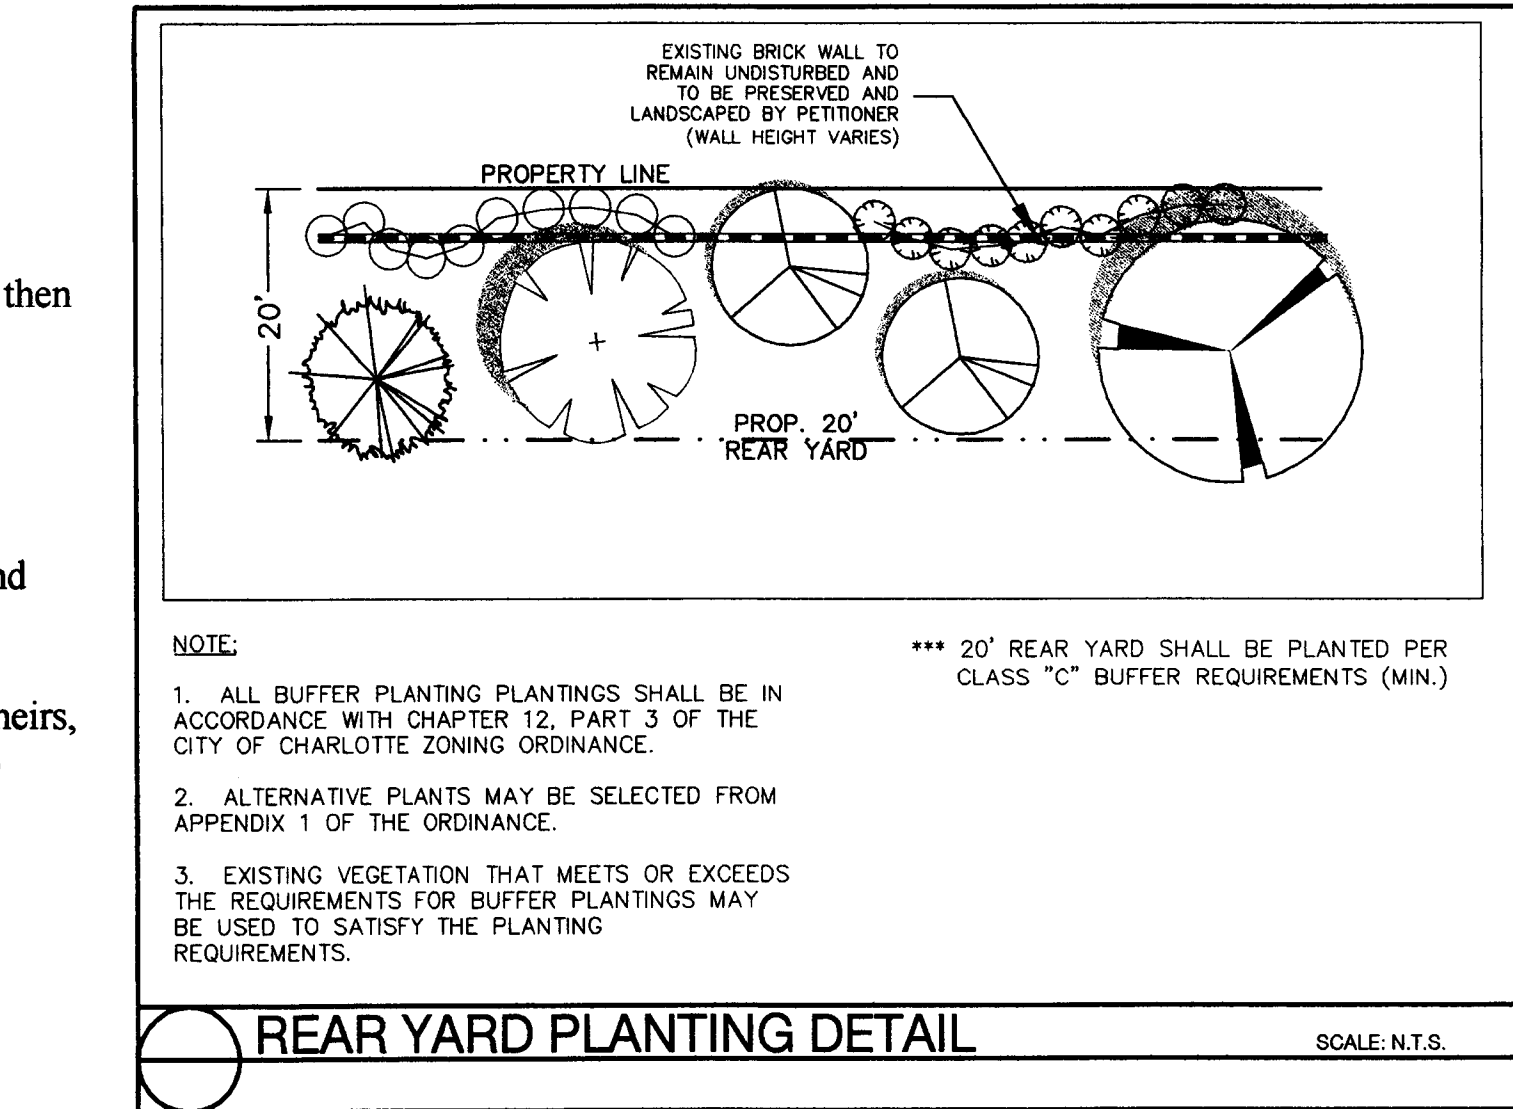 then
nd
heirs,
EXISTING BRICK WALL TO
REMAIN UNDISTURBED AND
TO BE PRESERVED AND
LANDSCAPED BY PETITIONER
(WALL HEIGHT VARIES)
PROPERTY LINE
20'
PROP. 20'
REAR YARD
NOTE:
1. ALL BUFFER PLANTING PLANTINGS SHALL BE IN
ACCORDANCE WITH CHAPTER 12, PART 3 OF THE
CITY OF CHARLOTTE ZONING ORDINANCE.
2. ALTERNATIVE PLANTS MAY BE SELECTED FROM
APPENDIX 1 OF THE ORDINANCE.
3. EXISTING VEGETATION THAT MEETS OR EXCEEDS
THE REQUIREMENTS FOR BUFFER PLANTINGS MAY
BE USED TO SATISFY THE PLANTING
REQUIREMENTS.
*** 20' REAR YARD SHALL BE PLANTED PER
CLASS "C" BUFFER REQUIREMENTS (MIN.)
REAR YARD PLANTING DETAIL
SCALE: N.T.S.